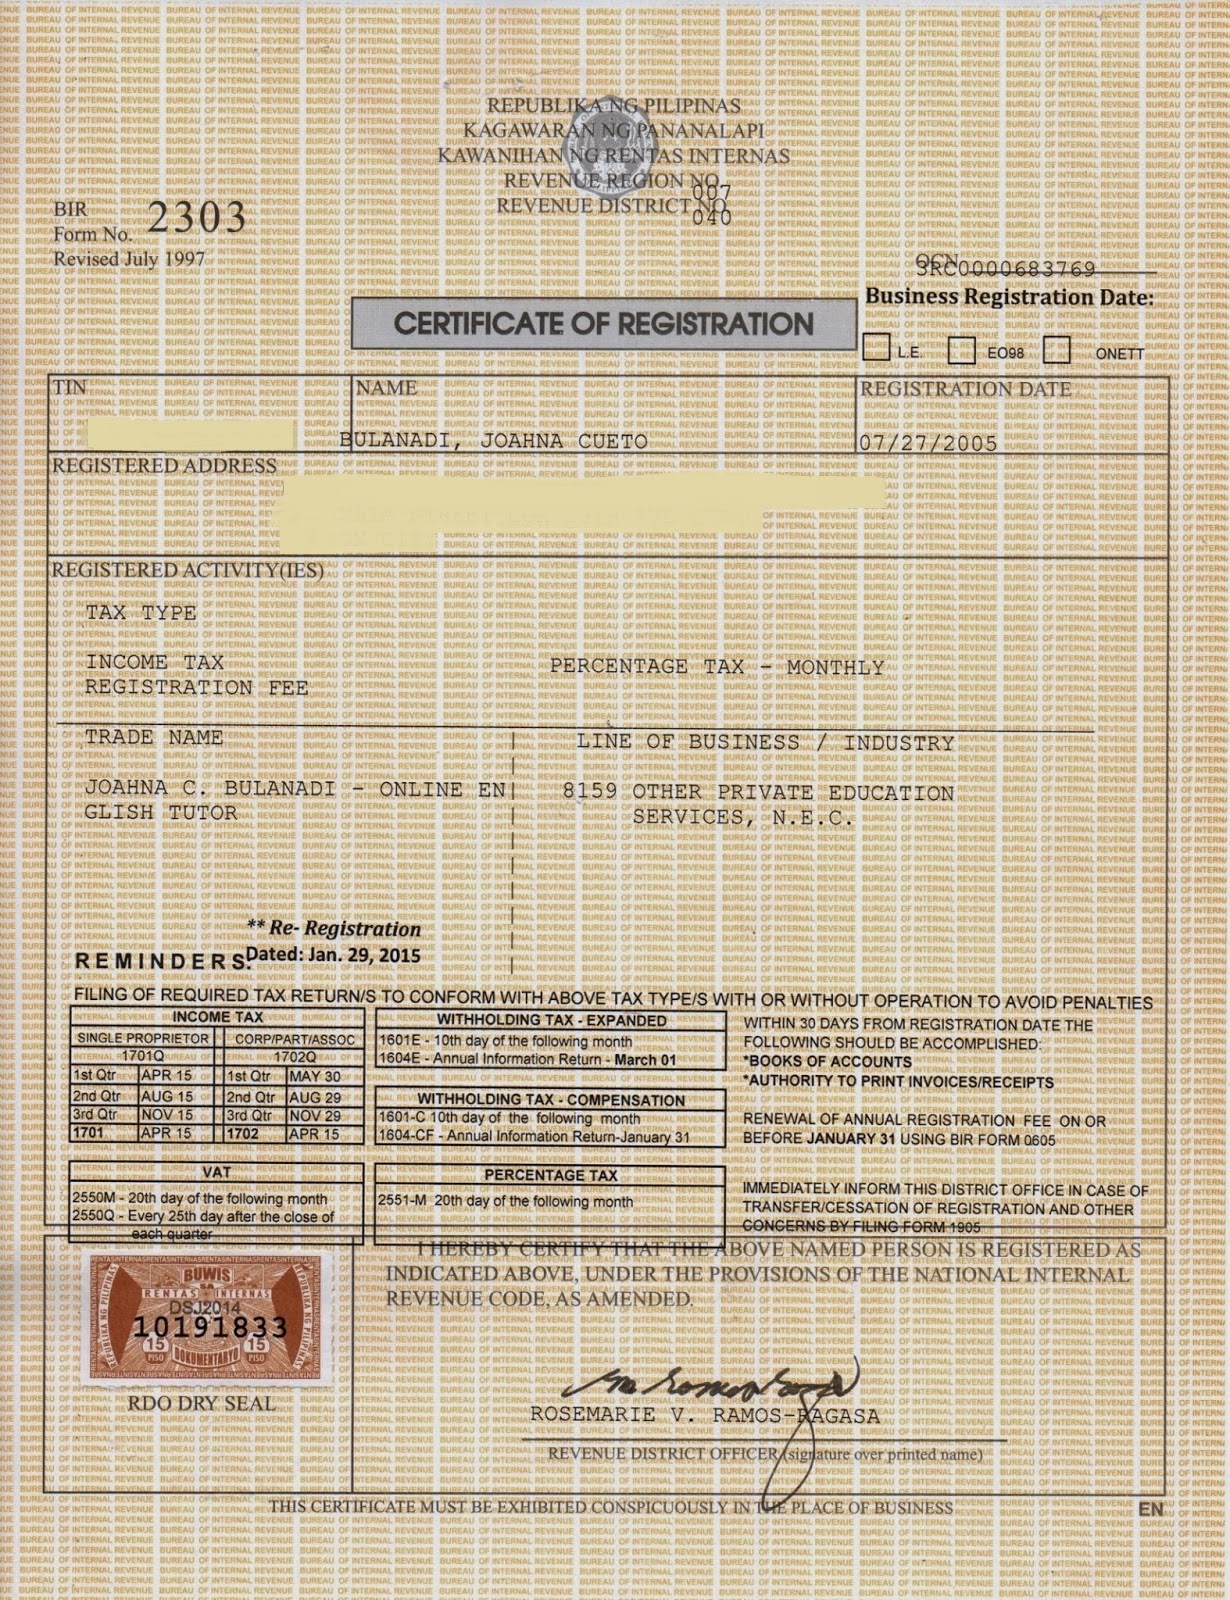 REPUBLIKA NG PILIPINAS
KAGAWARAN NG PANANALAPI
KAWANIHAN NG RENTAS INTERNAS
REVENUE REGION NO. 007
REVENUE DISTRICT NO. 040
BIR
Form No. 2303
Revised July 1997
OCN 3RC0000683769
Business Registration Date:
CERTIFICATE OF REGISTRATION
L.E. EO98 ONETT
TIN NAME REGISTRATION DATE
BULANADI, JOAHNA CUETO 07/27/2005
REGISTERED ADDRESS
REGISTERED ACTIVITY(IES)
TAX TYPE
INCOME TAX PERCENTAGE TAX - MONTHLY
REGISTRATION FEE
TRADE NAME LINE OF BUSINESS / INDUSTRY
JOAHNA C. BULANADI - ONLINE EN 8159 OTHER PRIVATE EDUCATION
GLISH TUTOR SERVICES, N.E.C.
** Re- Registration
Dated: Jan. 29, 2015
REMINDERS:
FILING OF REQUIRED TAX RETURN/S TO CONFORM WITH ABOVE TAX TYPE/S WITH OR WITHOUT OPERATION TO AVOID PENALTIES
INCOME TAX
SINGLE PROPRIETOR CORP/PART/ASSOC
1701Q 1702Q
1st Qtr APR 15 1st Qtr MAY 30
2nd Qtr AUG 15 2nd Qtr AUG 29
3rd Qtr NOV 15 3rd Qtr NOV 29
1701 APR 15 1702 APR 15
WITHHOLDING TAX - EXPANDED
1601E - 10th day of the following month
1604E - Annual Information Return - March 01
WITHHOLDING TAX - COMPENSATION
1601-C 10th day of the following month
1604-CF - Annual Information Return-January 31
WITHIN 30 DAYS FROM REGISTRATION DATE THE
FOLLOWING SHOULD BE ACCOMPLISHED:
*BOOKS OF ACCOUNTS
*AUTHORITY TO PRINT INVOICES/RECEIPTS
RENEWAL OF ANNUAL REGISTRATION FEE ON OR
BEFORE JANUARY 31 USING BIR FORM 0605
VAT
2550M - 20th day of the following month
2550Q - Every 25th day after the close of
each quarter
PERCENTAGE TAX
2551-M 20th day of the following month
IMMEDIATELY INFORM THIS DISTRICT OFFICE IN CASE OF
TRANSFER/CESSATION OF REGISTRATION AND OTHER
CONCERNS BY FILING FORM 1905
I HEREBY CERTIFY THAT THE ABOVE NAMED PERSON IS REGISTERED AS
INDICATED ABOVE, UNDER THE PROVISIONS OF THE NATIONAL INTERNAL
REVENUE CODE, AS AMENDED.
REPUBLIKA NG PILIPINAS
BUWIS
SA
RENTAS INTERNAS
DSJ2014
10191833
15 PISO 15 PISO
DOKUMENTARYO
REPUBLIKA NG PILIPINAS
RDO DRY SEAL
ROSEMARIE V. RAMOS-RAGASA
REVENUE DISTRICT OFFICER (signature over printed name)
THIS CERTIFICATE MUST BE EXHIBITED CONSPICUOUSLY IN THE PLACE OF BUSINESS EN